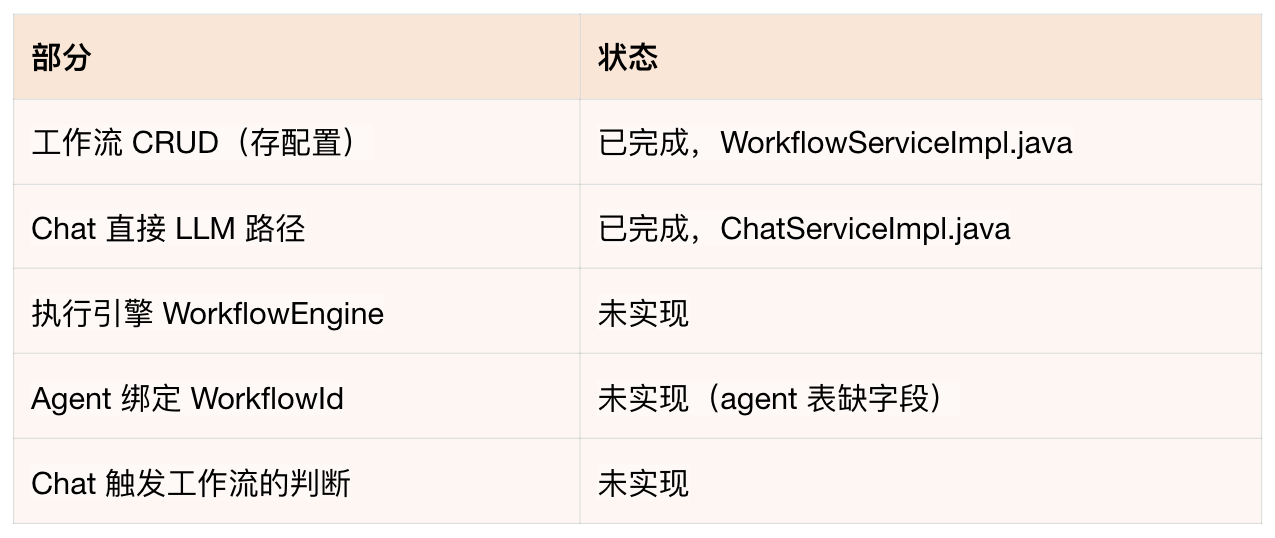 部分
状态
工作流 CRUD（存配置）
已完成，WorkflowServiceImpl.java
Chat 直接 LLM 路径
已完成，ChatServiceImpl.java
执行引擎 WorkflowEngine
未实现
Agent 绑定 WorkflowId
未实现（agent 表缺字段）
Chat 触发工作流的判断
未实现